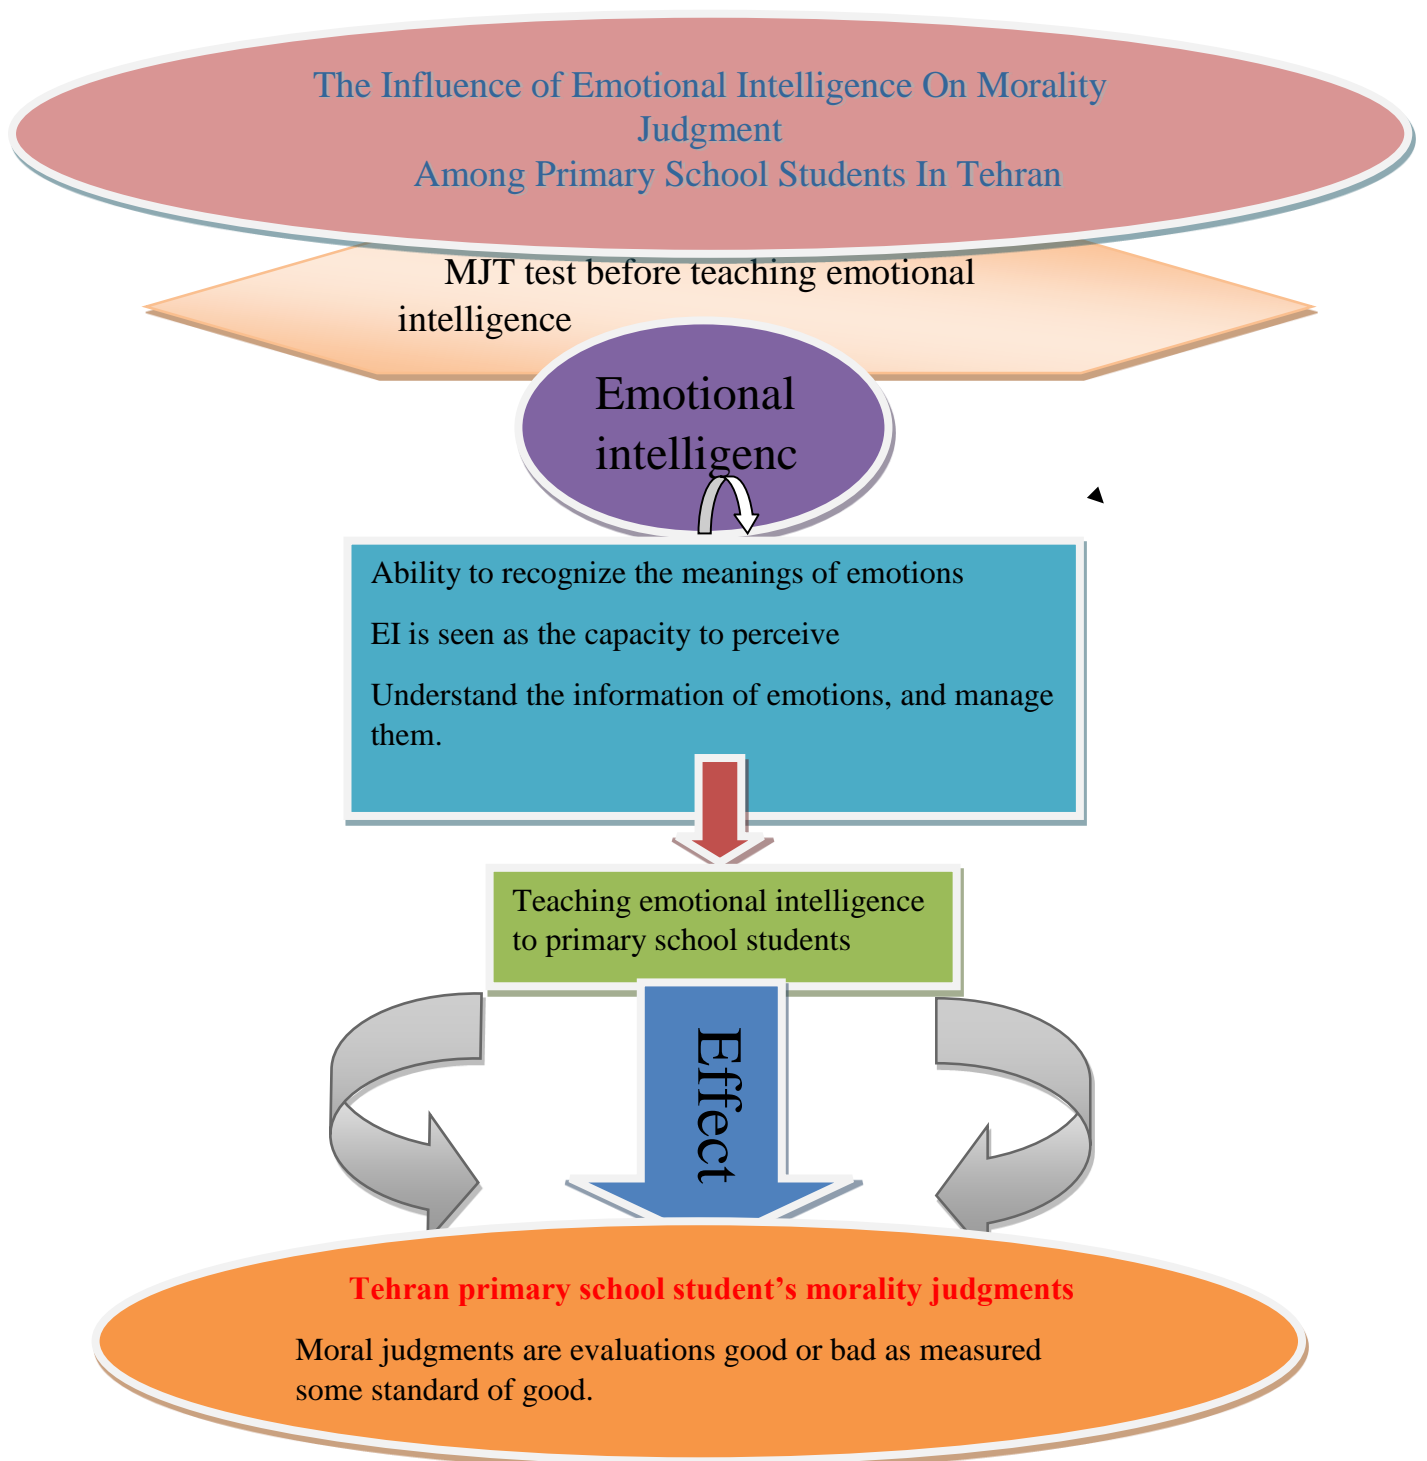 The Influence of Emotional Intelligence On Morality
Judgment
Among Primary School Students In Tehran
MJT test before teaching emotional
intelligence
Emotional
intelligenc
Ability to recognize the meanings of emotions
EI is seen as the capacity to perceive
Understand the information of emotions, and manage
them.
Teaching emotional intelligence
to primary school students
Effect
Tehran primary school student’s morality judgments
Moral judgments are evaluations good or bad as measured
some standard of good.